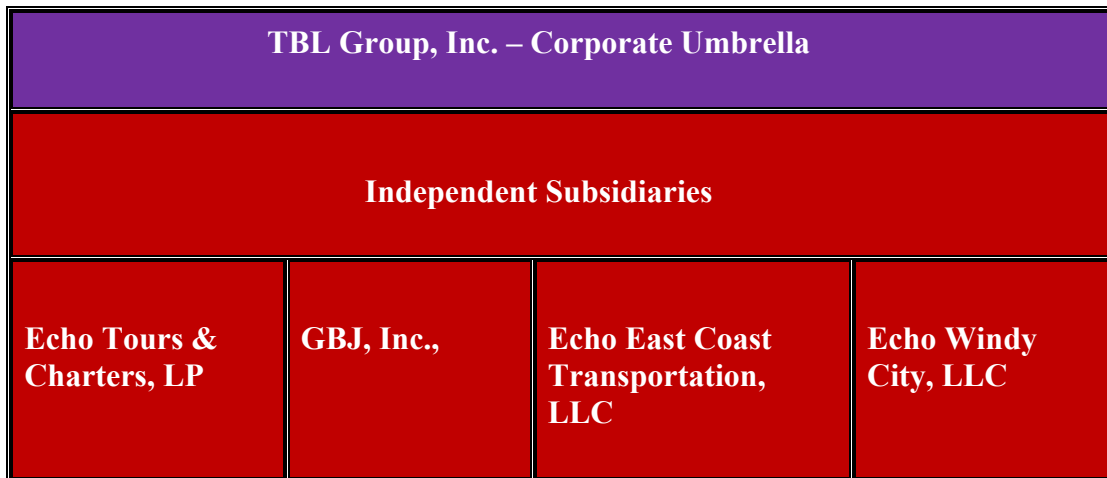 TBL Group, Inc. – Corporate Umbrella
Independent Subsidiaries
Echo Tours &
Charters, LP
GBJ, Inc.,
Echo East Coast
Transportation,
LLC
Echo Windy
City, LLC